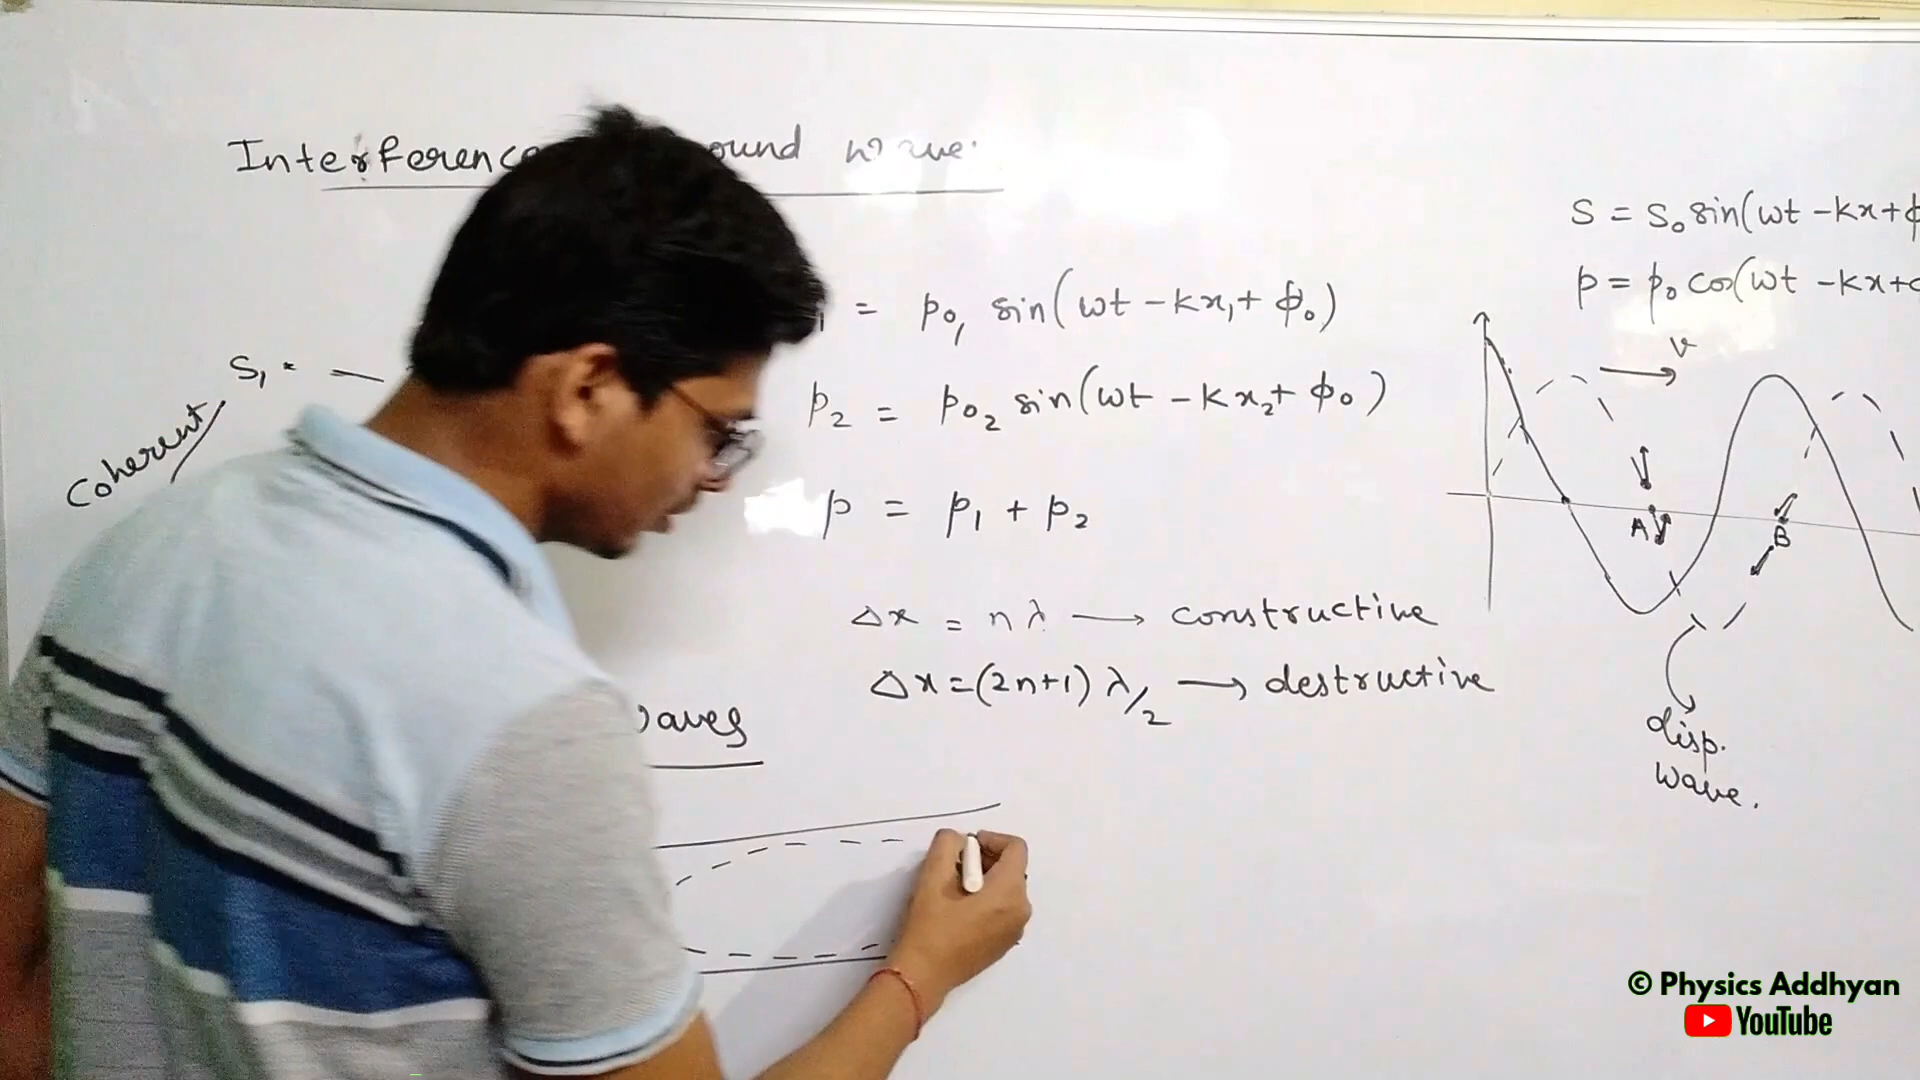 Interference ound wave.
S₁
Coherent
= p₀₁ sin(ωt - kx₁ + ϕ₀)
p₂ = p₀₂ sin(ωt - kx₂ + ϕ₀)
p = p₁ + p₂
Δx = nλ → constructive
Δx = (2n+1) λ/2 → destructive
waves
S = S₀ sin(ωt - kx + ϕ
p = p₀ cos(ωt - kx +
v
A
B
disp.
wave.
© Physics Addhyan
YouTube